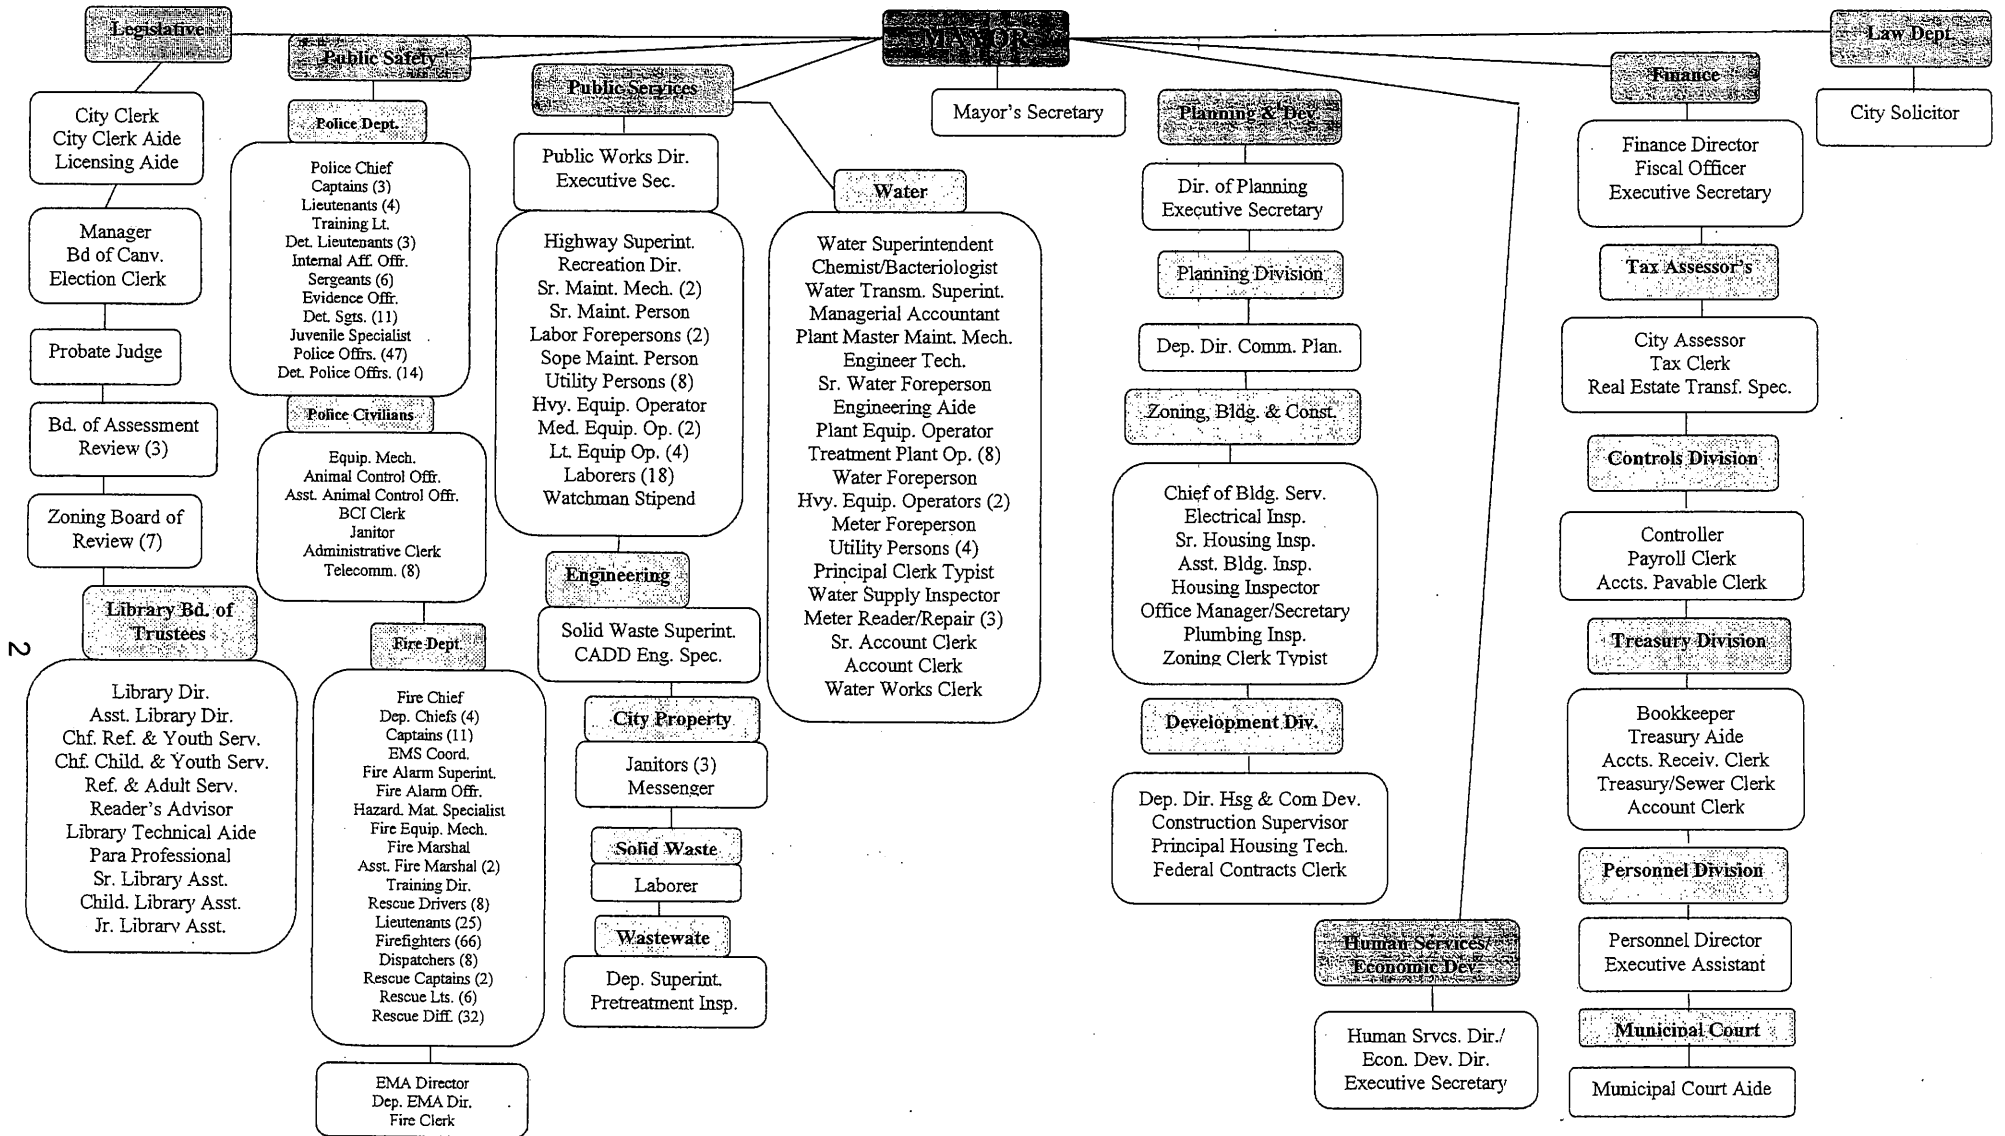 MAYOR
Mayor's Secretary
Legislative
City Clerk
City Clerk Aide
Licensing Aide
Manager
Bd of Canv.
Election Clerk
Probate Judge
Bd. of Assessment
Review (3)
Zoning Board of
Review (7)
Library Bd. of
Trustees
Library Dir.
Asst. Library Dir.
Chf. Ref. & Youth Serv.
Chf. Child. & Youth Serv.
Ref. & Adult Serv.
Reader's Advisor
Library Technical Aide
Para Professional
Sr. Library Asst.
Child. Library Asst.
Jr. Library Asst.
Public Safety
Police Dept.
Police Chief
Captains (3)
Lieutenants (4)
Training Lt.
Det. Lieutenants (3)
Internal Aff. Offr.
Sergeants (6)
Evidence Offr.
Det. Sgts. (11)
Juvenile Specialist
Police Offrs. (47)
Det. Police Offrs. (14)
Police Civilians
Equip. Mech.
Animal Control Offr.
Asst. Animal Control Offr.
BCI Clerk
Janitor
Administrative Clerk
Telecomm. (8)
Fire Dept.
Fire Chief
Dep. Chiefs (4)
Captains (11)
EMS Coord.
Fire Alarm Superint.
Fire Alarm Offr.
Hazard. Mat. Specialist
Fire Equip. Mech.
Fire Marshal
Asst. Fire Marshal (2)
Training Dir.
Rescue Drivers (8)
Lieutenants (25)
Firefighters (66)
Dispatchers (8)
Rescue Captains (2)
Rescue Lts. (6)
Rescue Diff. (32)
EMA Director
Dep. EMA Dir.
Fire Clerk
Public Services
Public Works Dir.
Executive Sec.
Highway Superint.
Recreation Dir.
Sr. Maint. Mech. (2)
Sr. Maint. Person
Labor Forepersons (2)
Sope Maint. Person
Utility Persons (8)
Hvy. Equip. Operator
Med. Equip. Op. (2)
Lt. Equip Op. (4)
Laborers (18)
Watchman Stipend
Engineering
Solid Waste Superint.
CADD Eng. Spec.
City Property
Janitors (3)
Messenger
Solid Waste
Laborer
Wastewate
Dep. Superint.
Pretreatment Insp.
Water
Water Superintendent
Chemist/Bacteriologist
Water Transm. Superint.
Managerial Accountant
Plant Master Maint. Mech.
Engineer Tech.
Sr. Water Foreperson
Engineering Aide
Plant Equip. Operator
Treatment Plant Op. (8)
Water Foreperson
Hvy. Equip. Operators (2)
Meter Foreperson
Utility Persons (4)
Principal Clerk Typist
Water Supply Inspector
Meter Reader/Repair (3)
Sr. Account Clerk
Account Clerk
Water Works Clerk
Planning & Dev.
Dir. of Planning
Executive Secretary
Planning Division
Dep. Dir. Comm. Plan.
Zoning, Bldg. & Const.
Chief of Bldg. Serv.
Electrical Insp.
Sr. Housing Insp.
Asst. Bldg. Insp.
Housing Inspector
Office Manager/Secretary
Plumbing Insp.
Zoning Clerk Typist
Development Div.
Dep. Dir. Hsg & Com Dev.
Construction Supervisor
Principal Housing Tech.
Federal Contracts Clerk
Human Services/
Economic Dev.
Human Srvcs. Dir./
Econ. Dev. Dir.
Executive Secretary
Finance
Finance Director
Fiscal Officer
Executive Secretary
Tax Assessor's
City Assessor
Tax Clerk
Real Estate Transf. Spec.
Controls Division
Controller
Payroll Clerk
Accts. Payable Clerk
Treasury Division
Bookkeeper
Treasury Aide
Accts. Receiv. Clerk
Treasury/Sewer Clerk
Account Clerk
Personnel Division
Personnel Director
Executive Assistant
Municipal Court
Municipal Court Aide
Law Dept.
City Solicitor
2